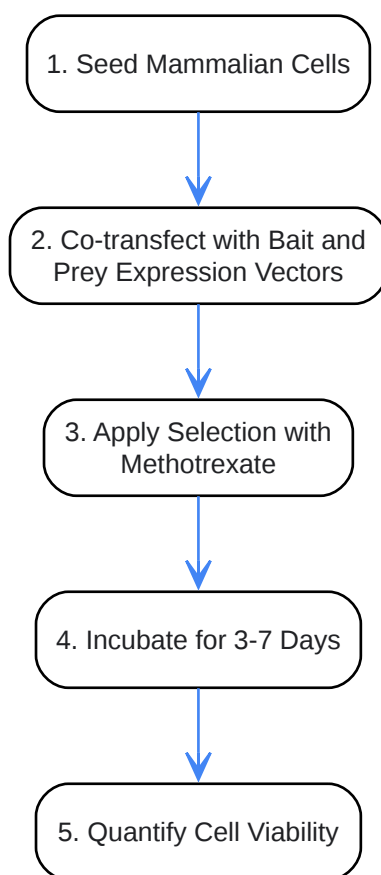 1. Seed Mammalian Cells
2. Co-transfect with Bait and
Prey Expression Vectors
3. Apply Selection with
Methotrexate
4. Incubate for 3-7 Days
5. Quantify Cell Viability